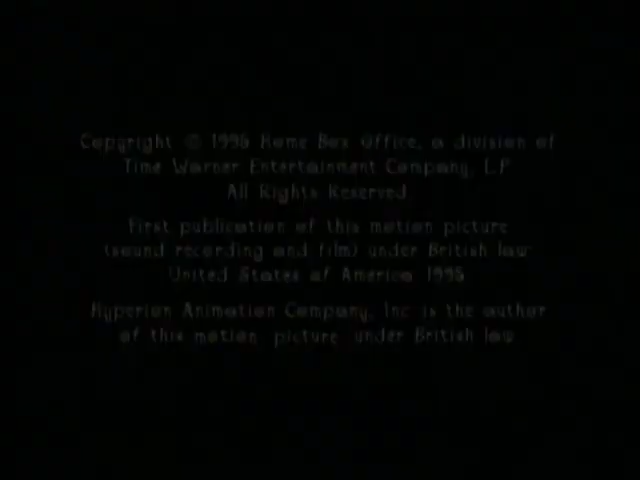 Copyright © 1995 Home Box Office, a division of
Time Warner Entertainment Company, L.P.
All Rights Reserved
First publication of this motion picture
(sound recording and film) under British law:
United States of America 1995
Hyperion Animation Company, Inc. is the author
of this motion picture under British law